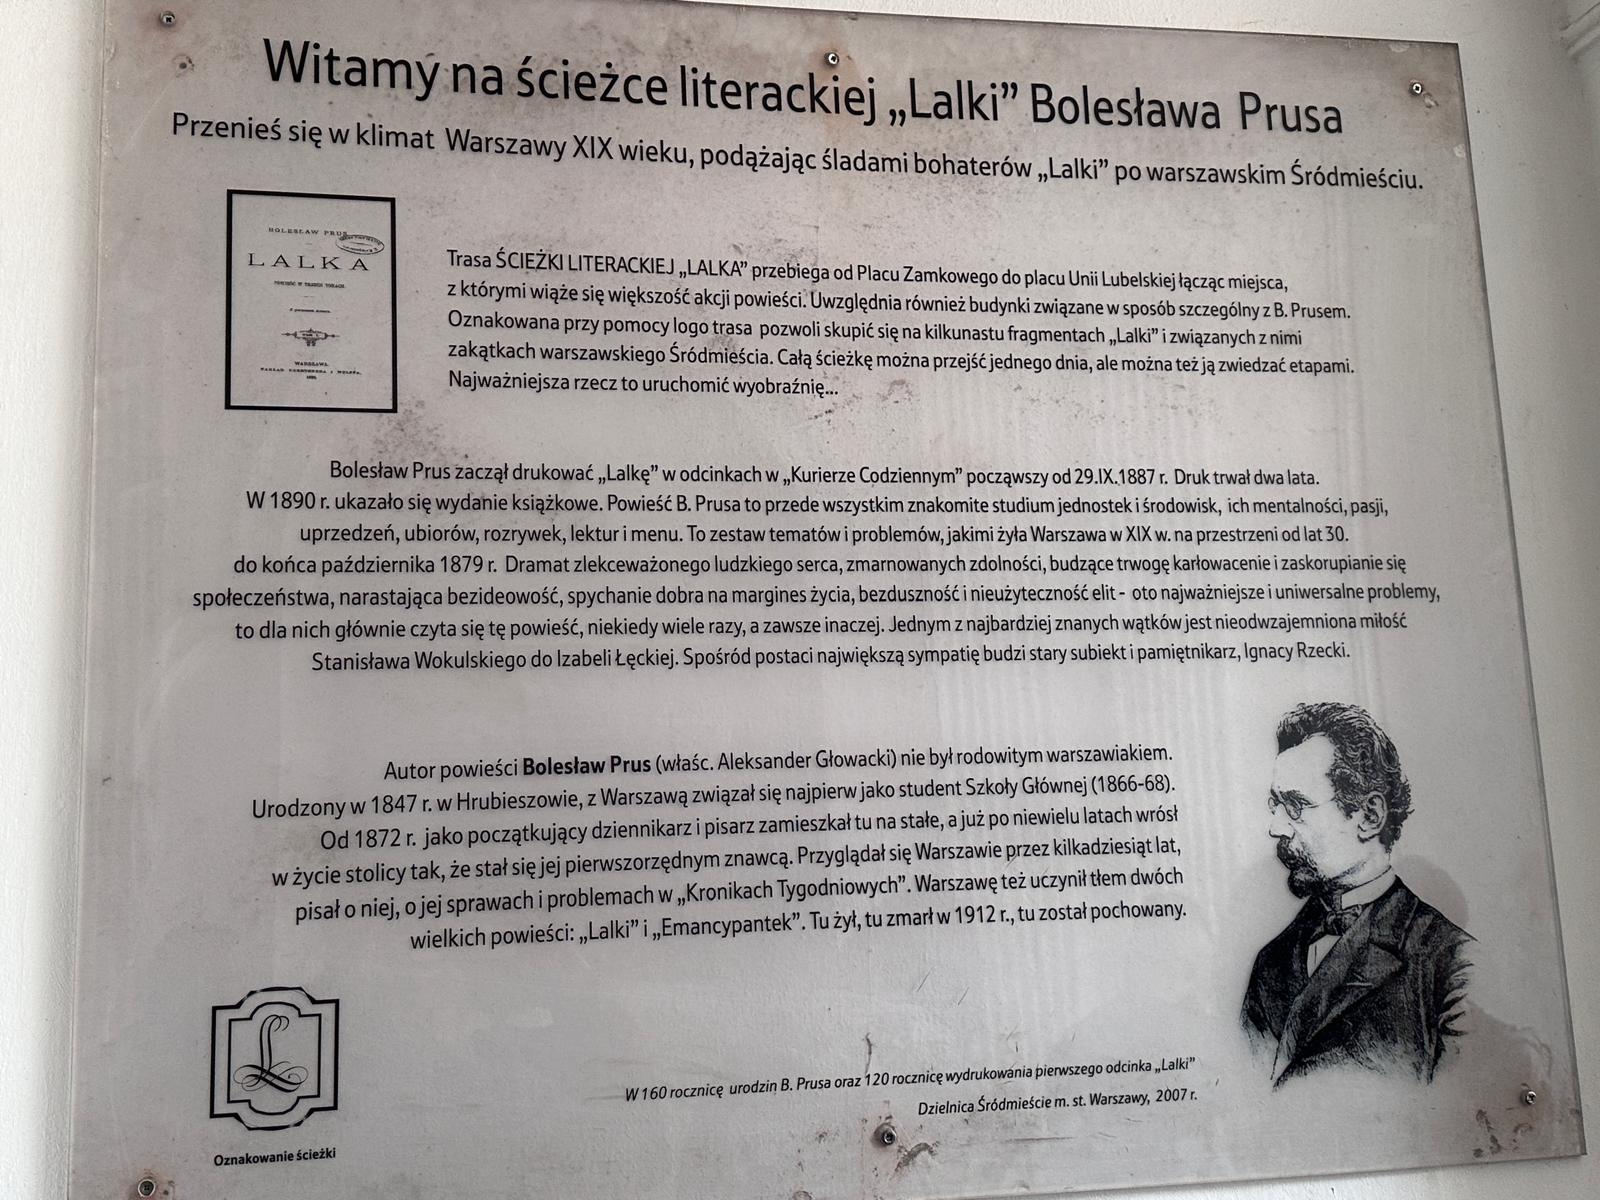 Witamy na ścieżce literackiej „Lalki” Bolesława Prusa
Przenieś się w klimat Warszawy XIX wieku, podążając śladami bohaterów „Lalki” po warszawskim Śródmieściu.
BOLESŁAW PRUS
LALKA
POWIEŚĆ W TRZECH TOMACH
WARSZAWA.
NAKŁAD GEBETHNERA I WOLFFA.
1890.
Trasa ŚCIEŻKI LITERACKIEJ „LALKA” przebiega od Placu Zamkowego do placu Unii Lubelskiej łącząc miejsca,
z którymi wiąże się większość akcji powieści. Uwzględnia również budynki związane w sposób szczególny z B. Prusem.
Oznakowana przy pomocy logo trasa pozwoli skupić się na kilkunastu fragmentach „Lalki” i związanych z nimi
zakątkach warszawskiego Śródmieścia. Całą ścieżkę można przejść jednego dnia, ale można też ją zwiedzać etapami.
Najważniejsza rzecz to uruchomić wyobraźnię...
Bolesław Prus zaczął drukować „Lalkę” w odcinkach w „Kurierze Codziennym” począwszy od 29.IX.1887 r. Druk trwał dwa lata.
W 1890 r. ukazało się wydanie książkowe. Powieść B. Prusa to przede wszystkim znakomite studium jednostek i środowisk, ich mentalności, pasji,
uprzedzeń, ubiorów, rozrywek, lektur i menu. To zestaw tematów i problemów, jakimi żyła Warszawa w XIX w. na przestrzeni od lat 30.
do końca października 1879 r. Dramat zlekceważonego ludzkiego serca, zmarnowanych zdolności, budzące trwogę karłowacenie i zaskorupianie się
społeczeństwa, narastająca bezideowość, spychanie dobra na margines życia, bezduszność i nieużyteczność elit - oto najważniejsze i uniwersalne problemy,
to dla nich głównie czyta się tę powieść, niekiedy wiele razy, a zawsze inaczej. Jednym z najbardziej znanych wątków jest nieodwzajemniona miłość
Stanisława Wokulskiego do Izabeli Łęckiej. Spośród postaci największą sympatię budzi stary subiekt i pamiętnikarz, Ignacy Rzecki.
Autor powieści Bolesław Prus (właśc. Aleksander Głowacki) nie był rodowitym warszawiakiem.
Urodzony w 1847 r. w Hrubieszowie, z Warszawą związał się najpierw jako student Szkoły Głównej (1866-68).
Od 1872 r. jako początkujący dziennikarz i pisarz zamieszkał tu na stałe, a już po niewielu latach wrósł
w życie stolicy tak, że stał się jej pierwszorzędnym znawcą. Przyglądał się Warszawie przez kilkadziesiąt lat,
pisał o niej, o jej sprawach i problemach w „Kronikach Tygodniowych”. Warszawę też uczynił tłem dwóch
wielkich powieści: „Lalki” i „Emancypantek”. Tu żył, tu zmarł w 1912 r., tu został pochowany.
L
Oznakowanie ścieżki
W 160 rocznicę urodzin B. Prusa oraz 120 rocznicę wydrukowania pierwszego odcinka „Lalki”
Dzielnica Śródmieście m. st. Warszawy, 2007 r.